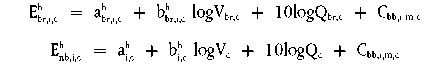 E^h_{br,i,c} = a^h_{br,i,c} + b^h_{br,i,c} logV_{br,c} + 10logQ_{br,c} + C_{bb,i,m,c}
E^h_{nb,i,c} = a^h_{i,c} + b^h_{i,c} logV_c + 10logQ_c + C_{bb,i,m,c}